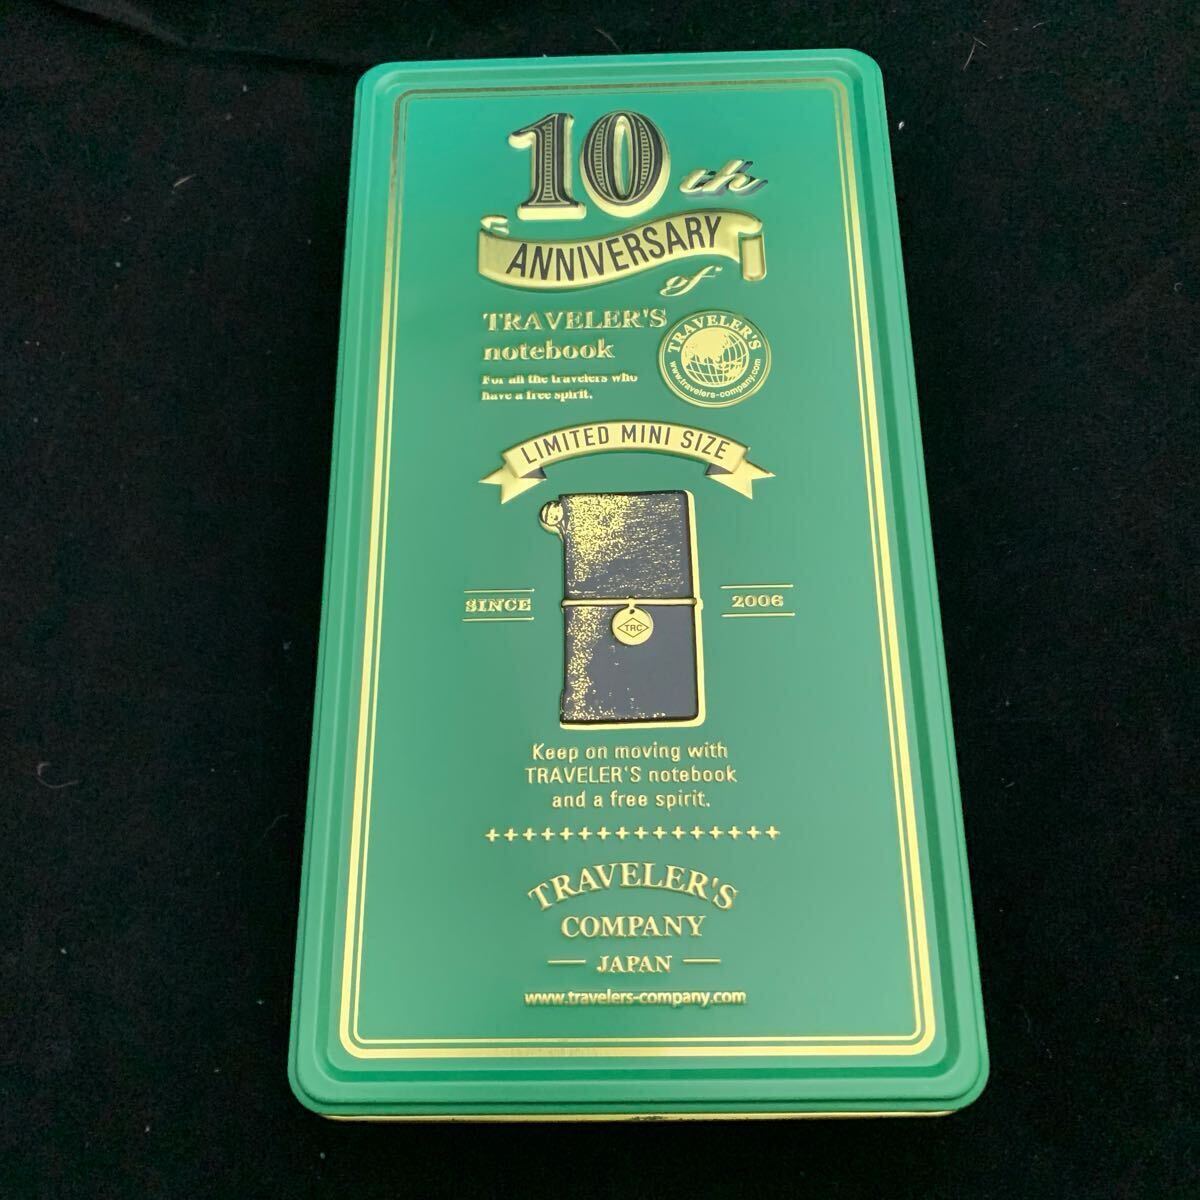 10th
ANNIVERSARY
of
TRAVELER'S
notebook
For all the travelers who
have a free spirit.
TRAVELER'S
www.travelers-company.com
LIMITED MINI SIZE
SINCE
2006
TRC
Keep on moving with
TRAVELER'S notebook
and a free spirit.
TRAVELER'S
COMPANY
JAPAN
www.travelers-company.com